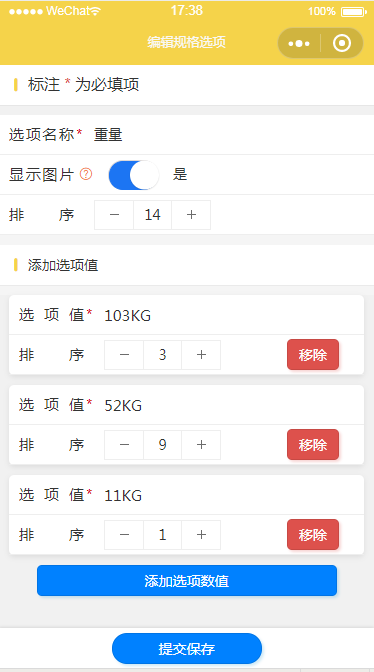 WeChat 17:38 100%
编辑规格选项
标注 * 为必填项
选项名称* 重量
显示图片 ? 是
排 序 － 14 ＋
添加选项值
选 项 值* 103KG
排 序 － 3 ＋ 移除
选 项 值* 52KG
排 序 － 9 ＋ 移除
选 项 值* 11KG
排 序 － 1 ＋ 移除
添加选项数值
提交保存